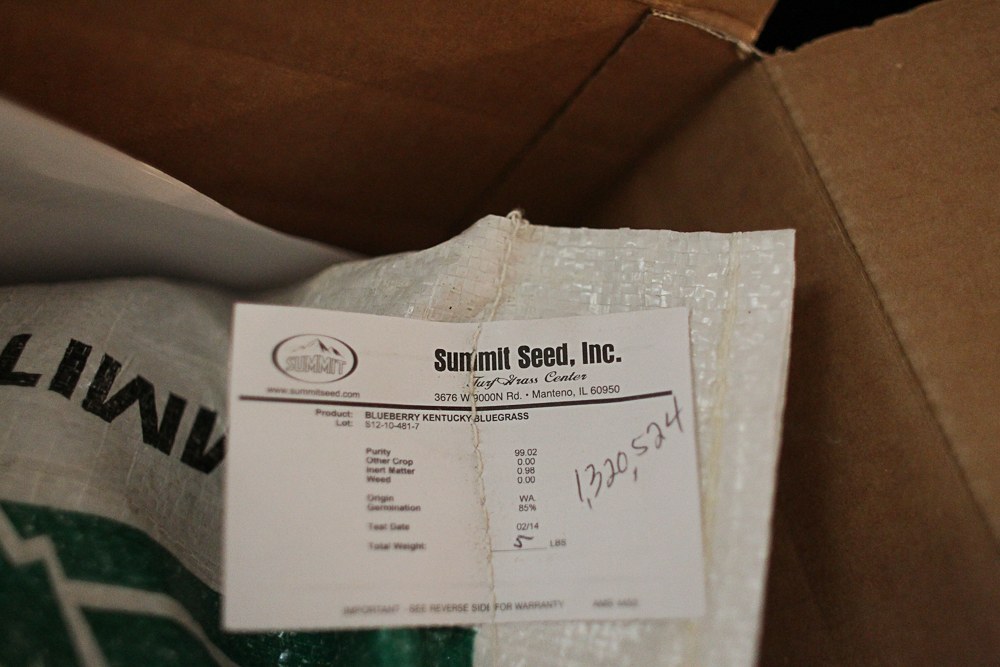 SUMMIT
Summit Seed, Inc.
Turf Grass Center
www.summitseed.com
3676 W 9000N Rd. • Manteno, IL 60950
Product: BLUEBERRY KENTUCKY BLUEGRASS
Lot: S12-10-481-7
Purity 99.02
Other Crop 0.00
Inert Matter 0.98
Weed 0.00
Origin WA
Germination 85%
Test Date 02/14
Total Weight: 5 LBS
1,320,524
IMPORTANT - SEE REVERSE SIDE FOR WARRANTY